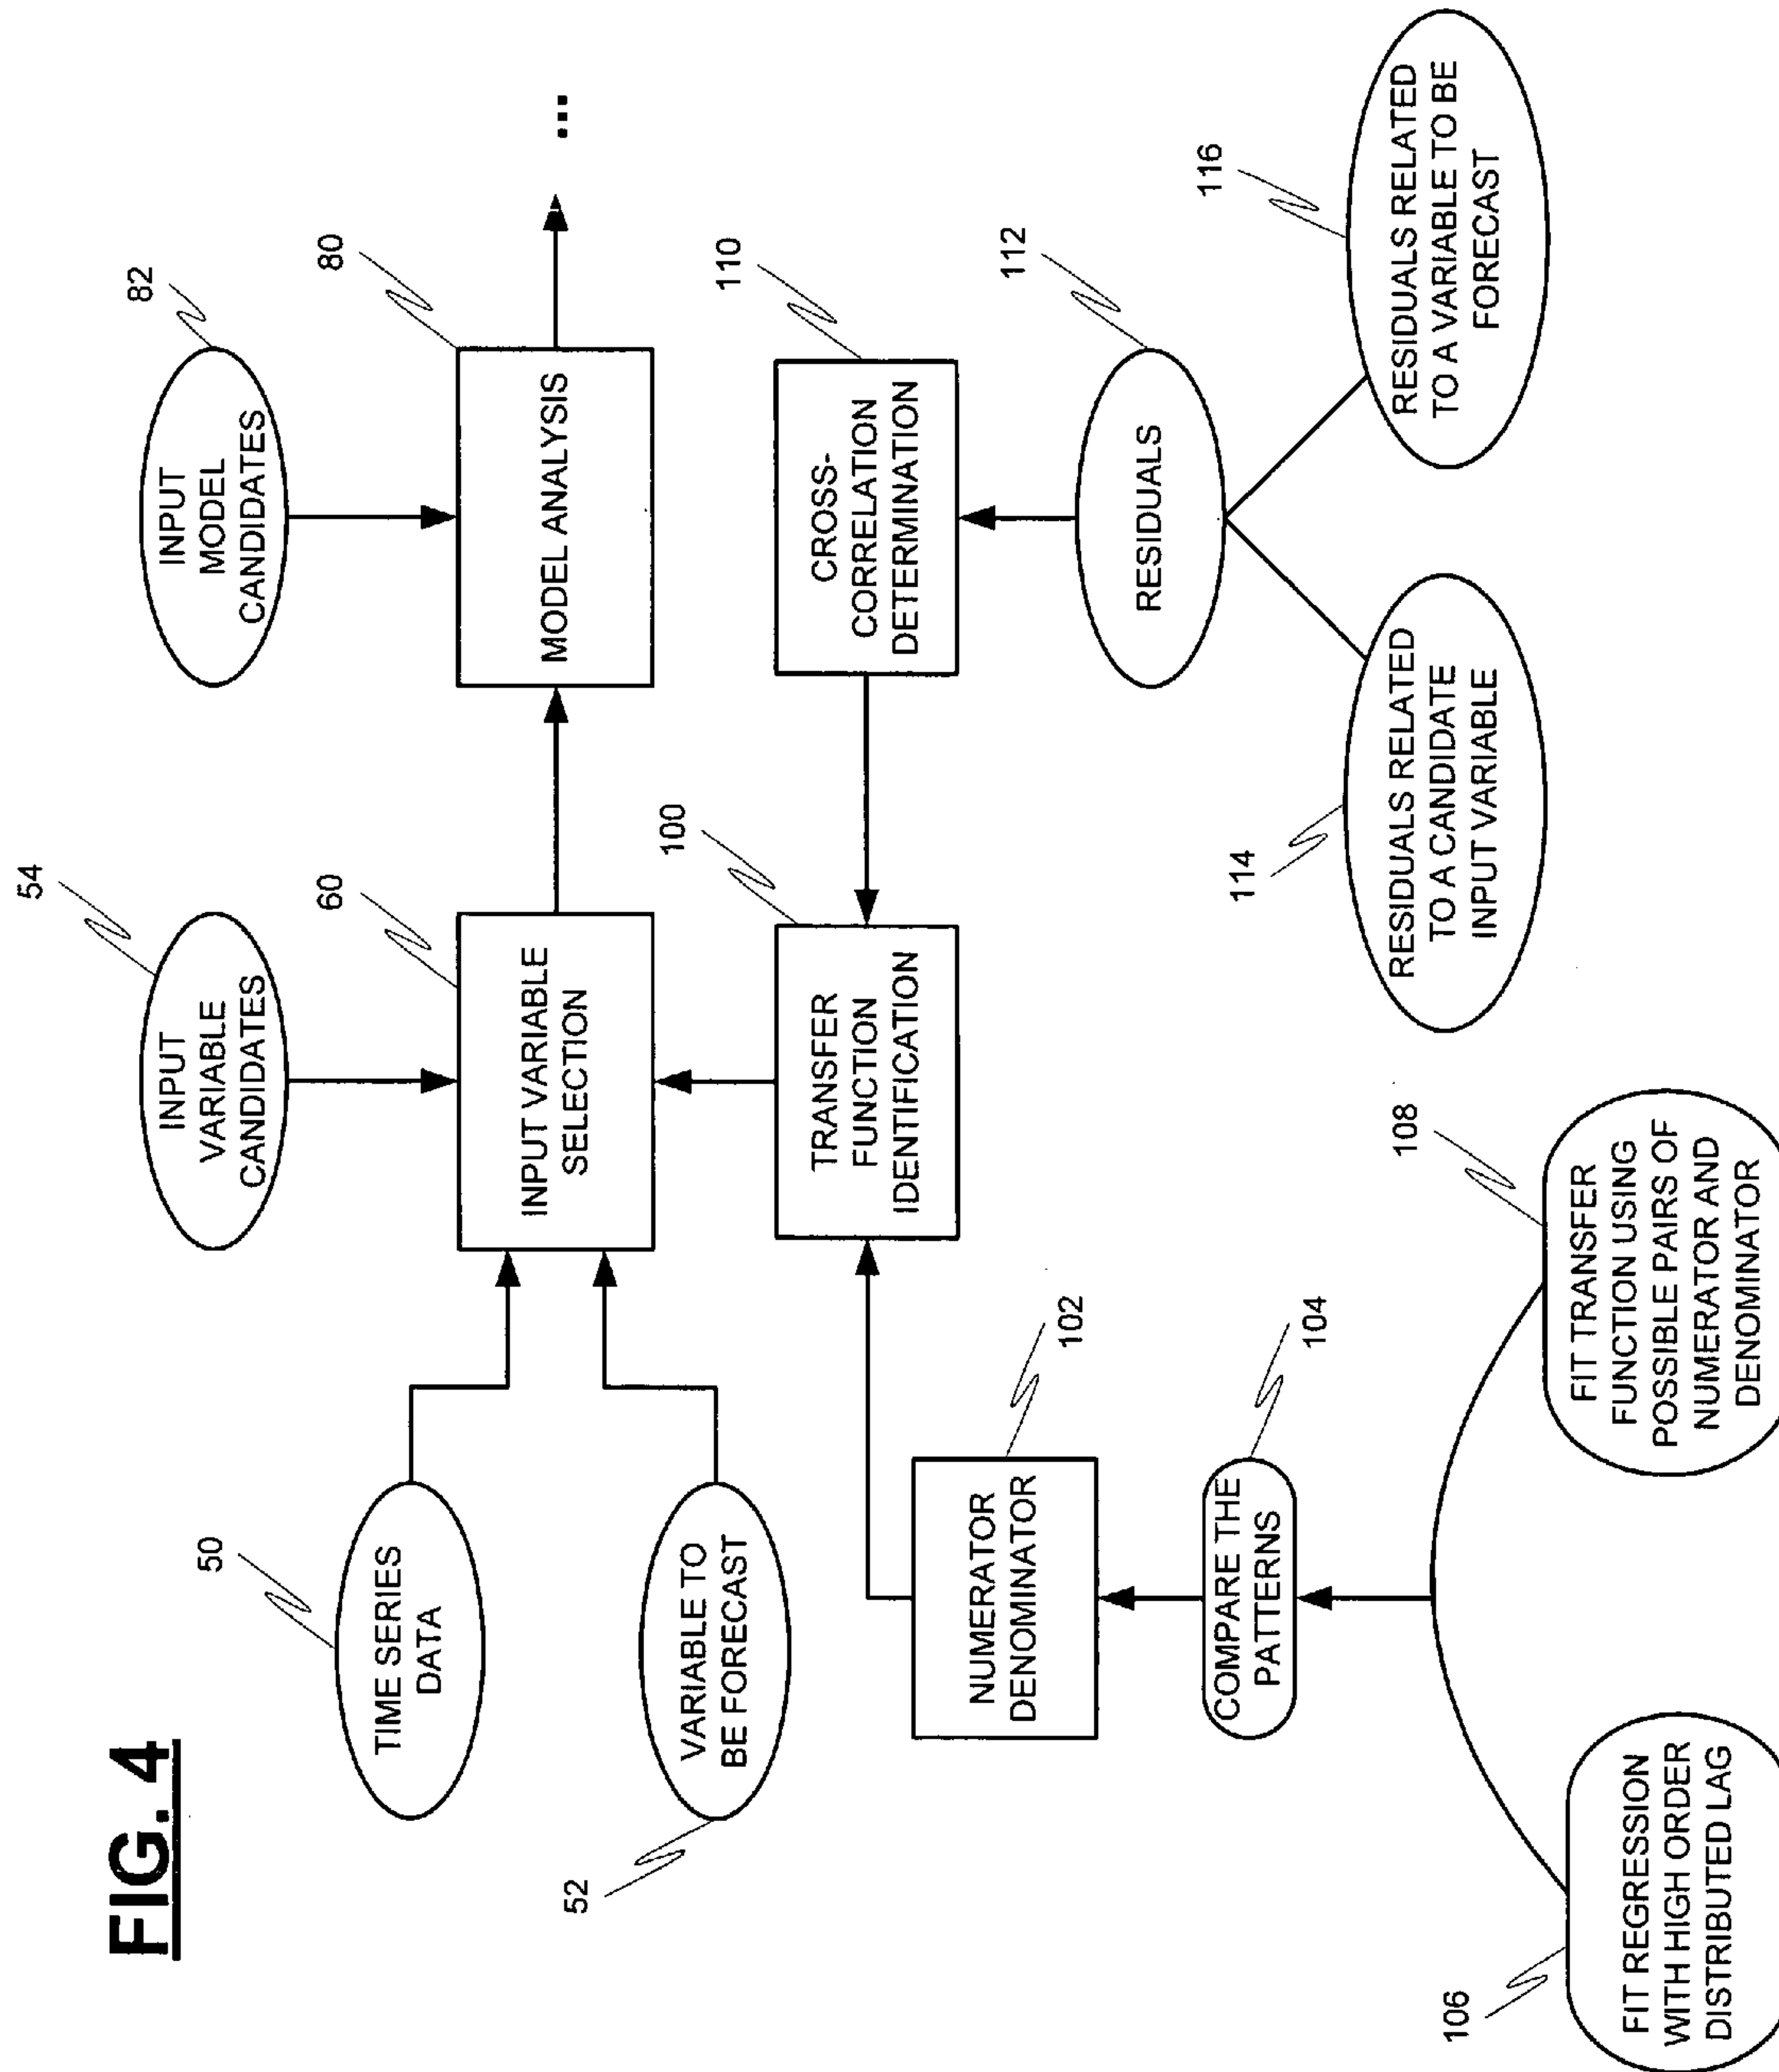 FIG. 4
54
INPUT
VARIABLE
CANDIDATES
82
INPUT
MODEL
CANDIDATES
50
TIME SERIES
DATA
60
INPUT VARIABLE
SELECTION
80
MODEL ANALYSIS
...
52
VARIABLE TO
BE FORECAST
100
TRANSFER
FUNCTION
IDENTIFICATION
110
CROSS-
CORRELATION
DETERMINATION
102
NUMERATOR
DENOMINATOR
112
RESIDUALS
104
COMPARE THE
PATTERNS
114
RESIDUALS RELATED
TO A CANDIDATE
INPUT VARIABLE
116
RESIDUALS RELATED
TO A VARIABLE TO BE
FORECAST
106
FIT REGRESSION
WITH HIGH ORDER
DISTRIBUTED LAG
108
FIT TRANSFER
FUNCTION USING
POSSIBLE PAIRS OF
NUMERATOR AND
DENOMINATOR